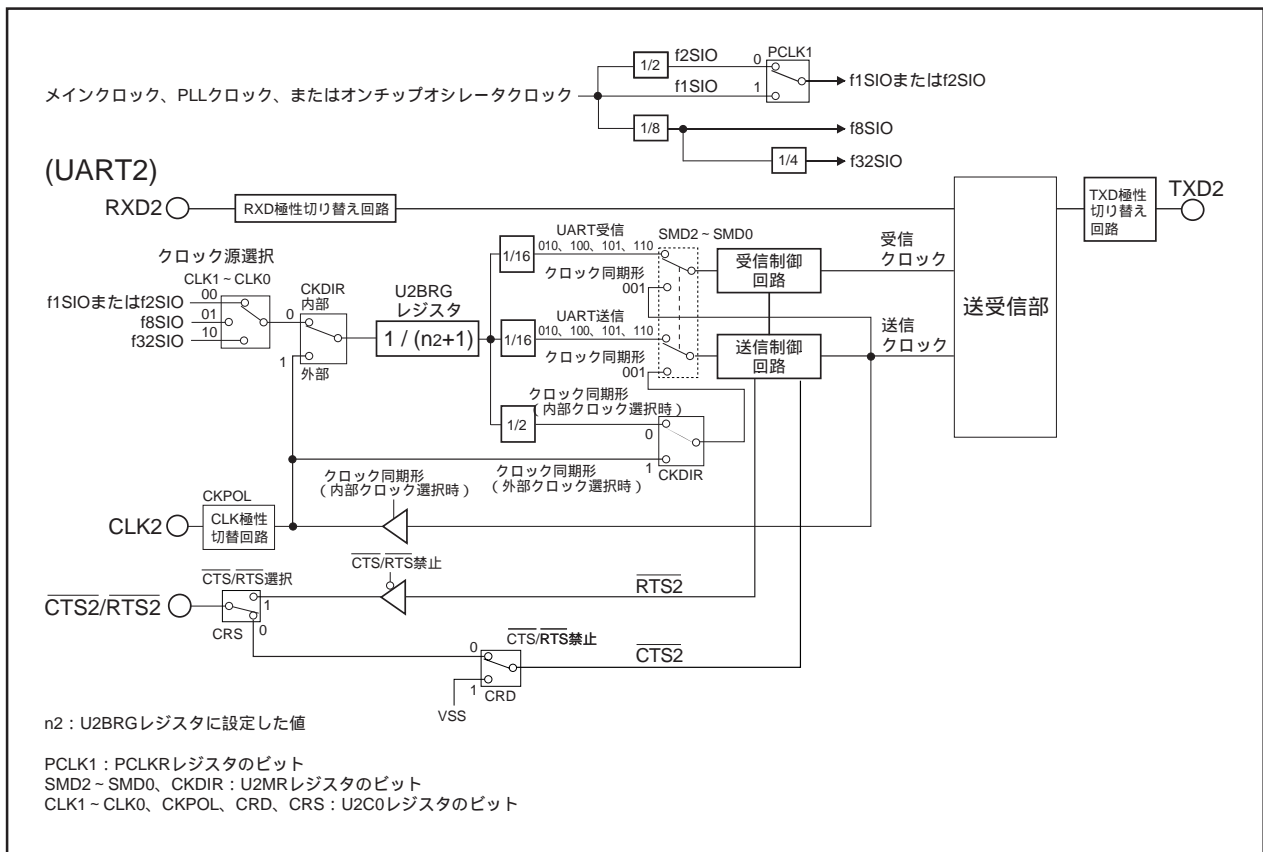 1/2
f2SIO
0
PCLK1
メインクロック、PLLクロック、またはオンチップオシレータクロック
f1SIO
1
f1SIOまたはf2SIO
1/8
f8SIO
1/4
f32SIO
(UART2)
RXD2
RXD極性切り替え回路
TXD極性
切り替え
回路
TXD2
クロック源選択
CLK1~CLK0
f1SIOまたはf2SIO
00
f8SIO
01
f32SIO
10
CKDIR
内部
0
1
外部
U2BRG
レジスタ
1 / (n2+1)
1/16
UART受信
010、100、101、110
クロック同期形
001
SMD2~SMD0
受信制御
回路
受信
クロック
1/16
UART送信
010、100、101、110
クロック同期形
001
送信制御
回路
送信
クロック
送受信部
1/2
クロック同期形
(内部クロック選択時)
0
1
CKDIR
クロック同期形
(内部クロック選択時)
クロック同期形
(外部クロック選択時)
CKPOL
CLK2
CLK極性
切替回路
CTS/RTS禁止
CTS/RTS選択
CTS2/RTS2
1
0
CRS
RTS2
CTS/RTS禁止
0
1
CRD
CTS2
VSS
n2:U2BRGレジスタに設定した値
PCLK1:PCLKRレジスタのビット
SMD2~SMD0、CKDIR:U2MRレジスタのビット
CLK1~CLK0、CKPOL、CRD、CRS:U2C0レジスタのビット